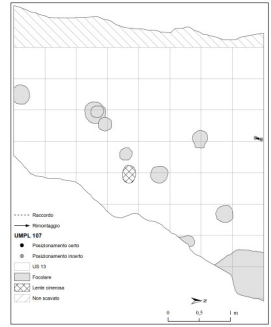 Raccordo
Rimontaggio
UMPL 107
Posizionamento certo
Posizionamento incerto
US 13
Focolare
Lente cinerosa
Non scavato
z
0 0,5 1 m